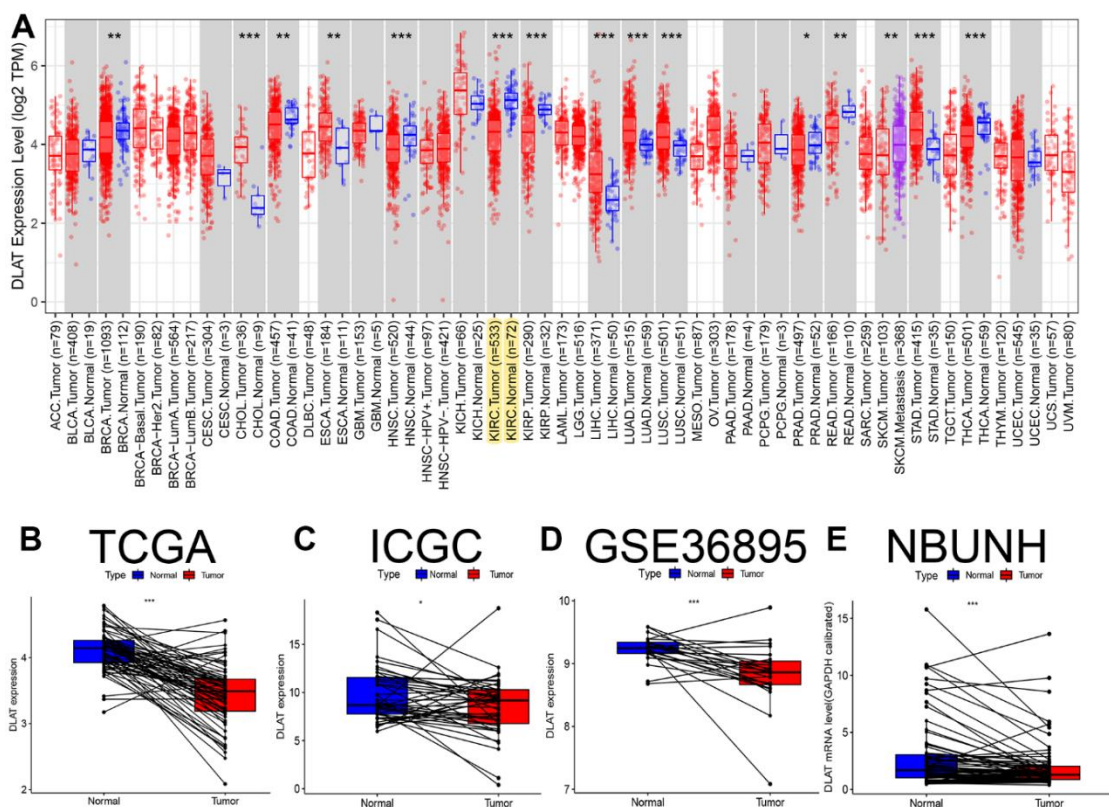 A
DLAT Expression Level (log2 TPM)
6
4
2
0
** *** ** ** *** *** *** *** *** *** * ** ** *** ***
ACC.Tumor (n=79)
BLCA.Tumor (n=408)
BLCA.Normal (n=19)
BRCA.Tumor (n=1093)
BRCA.Normal (n=112)
BRCA-Basal.Tumor (n=190)
BRCA-Her2.Tumor (n=82)
BRCA-LumA.Tumor (n=564)
BRCA-LumB.Tumor (n=217)
CESC.Tumor (n=304)
CESC.Normal (n=3)
CHOL.Tumor (n=36)
CHOL.Normal (n=9)
COAD.Tumor (n=457)
COAD.Normal (n=41)
DLBC.Tumor (n=48)
ESCA.Tumor (n=184)
ESCA.Normal (n=11)
GBM.Tumor (n=153)
GBM.Normal (n=5)
HNSC.Tumor (n=520)
HNSC.Normal (n=44)
HNSC-HPV+.Tumor (n=97)
HNSC-HPV-.Tumor (n=421)
KICH.Tumor (n=66)
KICH.Normal (n=25)
KIRC.Tumor (n=533)
KIRC.Normal (n=72)
KIRP.Tumor (n=290)
KIRP.Normal (n=32)
LAML.Tumor (n=173)
LGG.Tumor (n=516)
LIHC.Tumor (n=371)
LIHC.Normal (n=50)
LUAD.Tumor (n=515)
LUAD.Normal (n=59)
LUSC.Tumor (n=501)
LUSC.Normal (n=51)
MESO.Tumor (n=87)
OV.Tumor (n=303)
PAAD.Tumor (n=178)
PAAD.Normal (n=4)
PCPG.Tumor (n=179)
PCPG.Normal (n=3)
PRAD.Tumor (n=497)
PRAD.Normal (n=52)
READ.Tumor (n=166)
READ.Normal (n=10)
SARC.Tumor (n=259)
SKCM.Tumor (n=103)
SKCM.Metastasis (n=368)
STAD.Tumor (n=415)
STAD.Normal (n=35)
TGCT.Tumor (n=150)
THCA.Tumor (n=501)
THCA.Normal (n=59)
THYM.Tumor (n=120)
UCEC.Tumor (n=545)
UCEC.Normal (n=35)
UCS.Tumor (n=57)
UVM.Tumor (n=80)
B TCGA
Type Normal Tumor
***
DLAT expression
4
3
2
Normal Tumor
C ICGC
Type Normal Tumor
*
DLAT expression
15
10
5
0
Normal Tumor
D GSE36895
Type Normal Tumor
***
DLAT expression
10
9
8
7
Normal Tumor
E NBUNH
Type Normal Tumor
***
DLAT mRNA level(GAPDH calibrated)
15
10
5
0
Normal Tumor